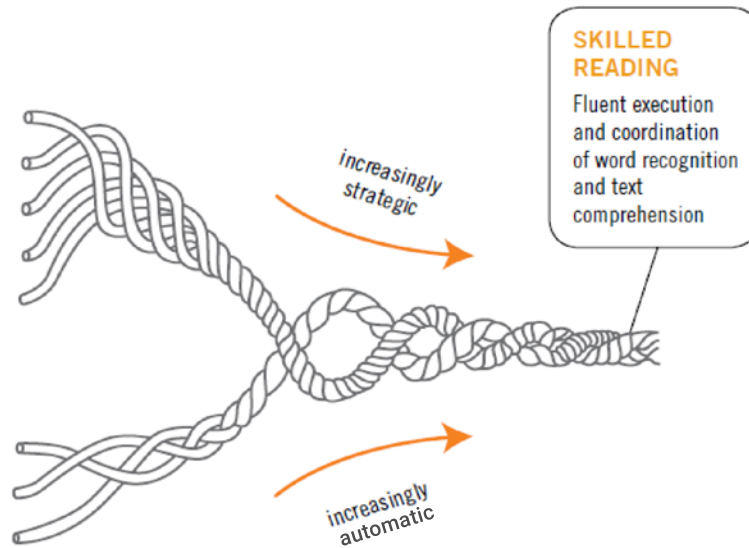 SKILLED
READING
Fluent execution
and coordination
of word recognition
and text
comprehension
increasingly
strategic
increasingly
automatic